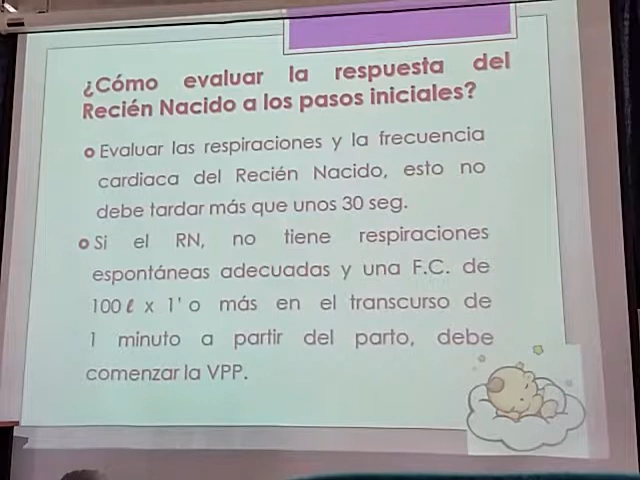 ¿Cómo evaluar la respuesta del
Recién Nacido a los pasos iniciales?
Evaluar las respiraciones y la frecuencia
cardiaca del Recién Nacido, esto no
debe tardar más que unos 30 seg.
Si el RN, no tiene respiraciones
espontáneas adecuadas y una F.C. de
100 ℓ x 1' o más en el transcurso de
1 minuto a partir del parto, debe
comenzar la VPP.